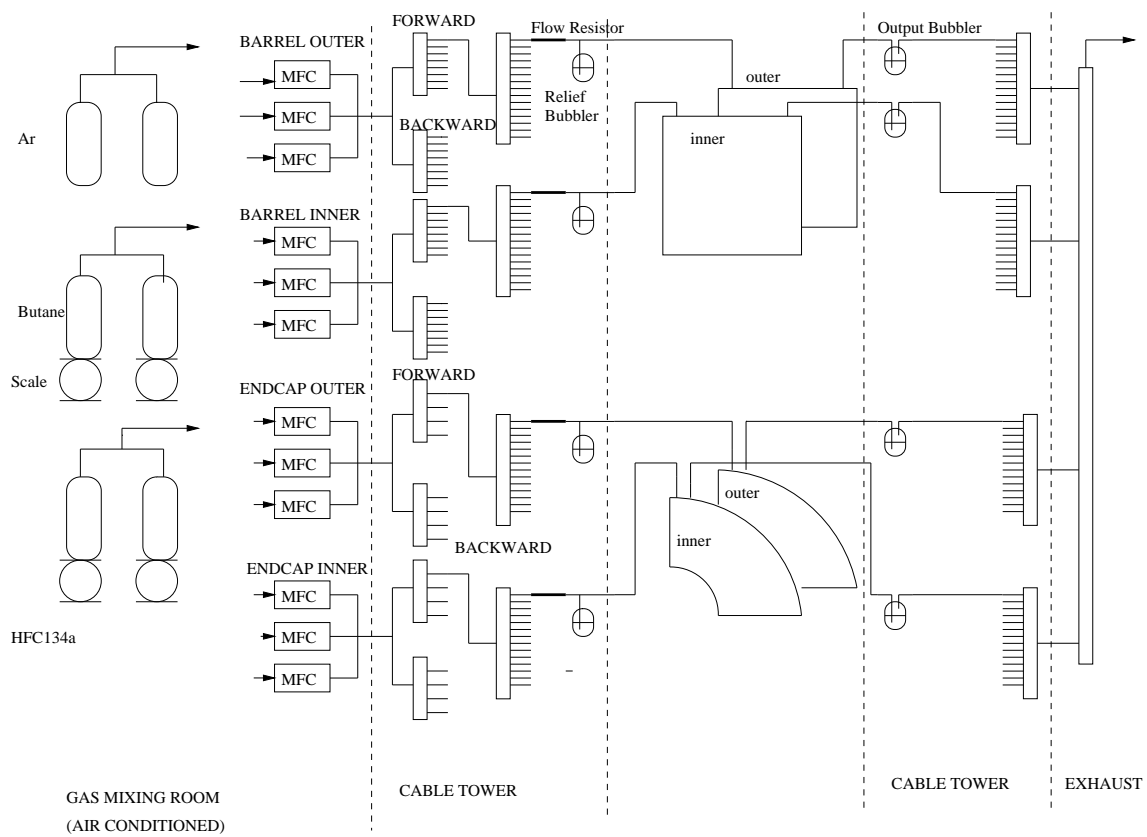 FORWARD
BARREL OUTER
Flow Resistor
Output Bubbler
MFC
outer
Relief
Bubbler
Ar
MFC
BACKWARD
inner
MFC
BARREL INNER
MFC
MFC
Butane
MFC
Scale
FORWARD
ENDCAP OUTER
MFC
MFC
outer
MFC
inner
BACKWARD
ENDCAP INNER
MFC
HFC134a
MFC
MFC
GAS MIXING ROOM
(AIR CONDITIONED)
CABLE TOWER
CABLE TOWER
EXHAUST